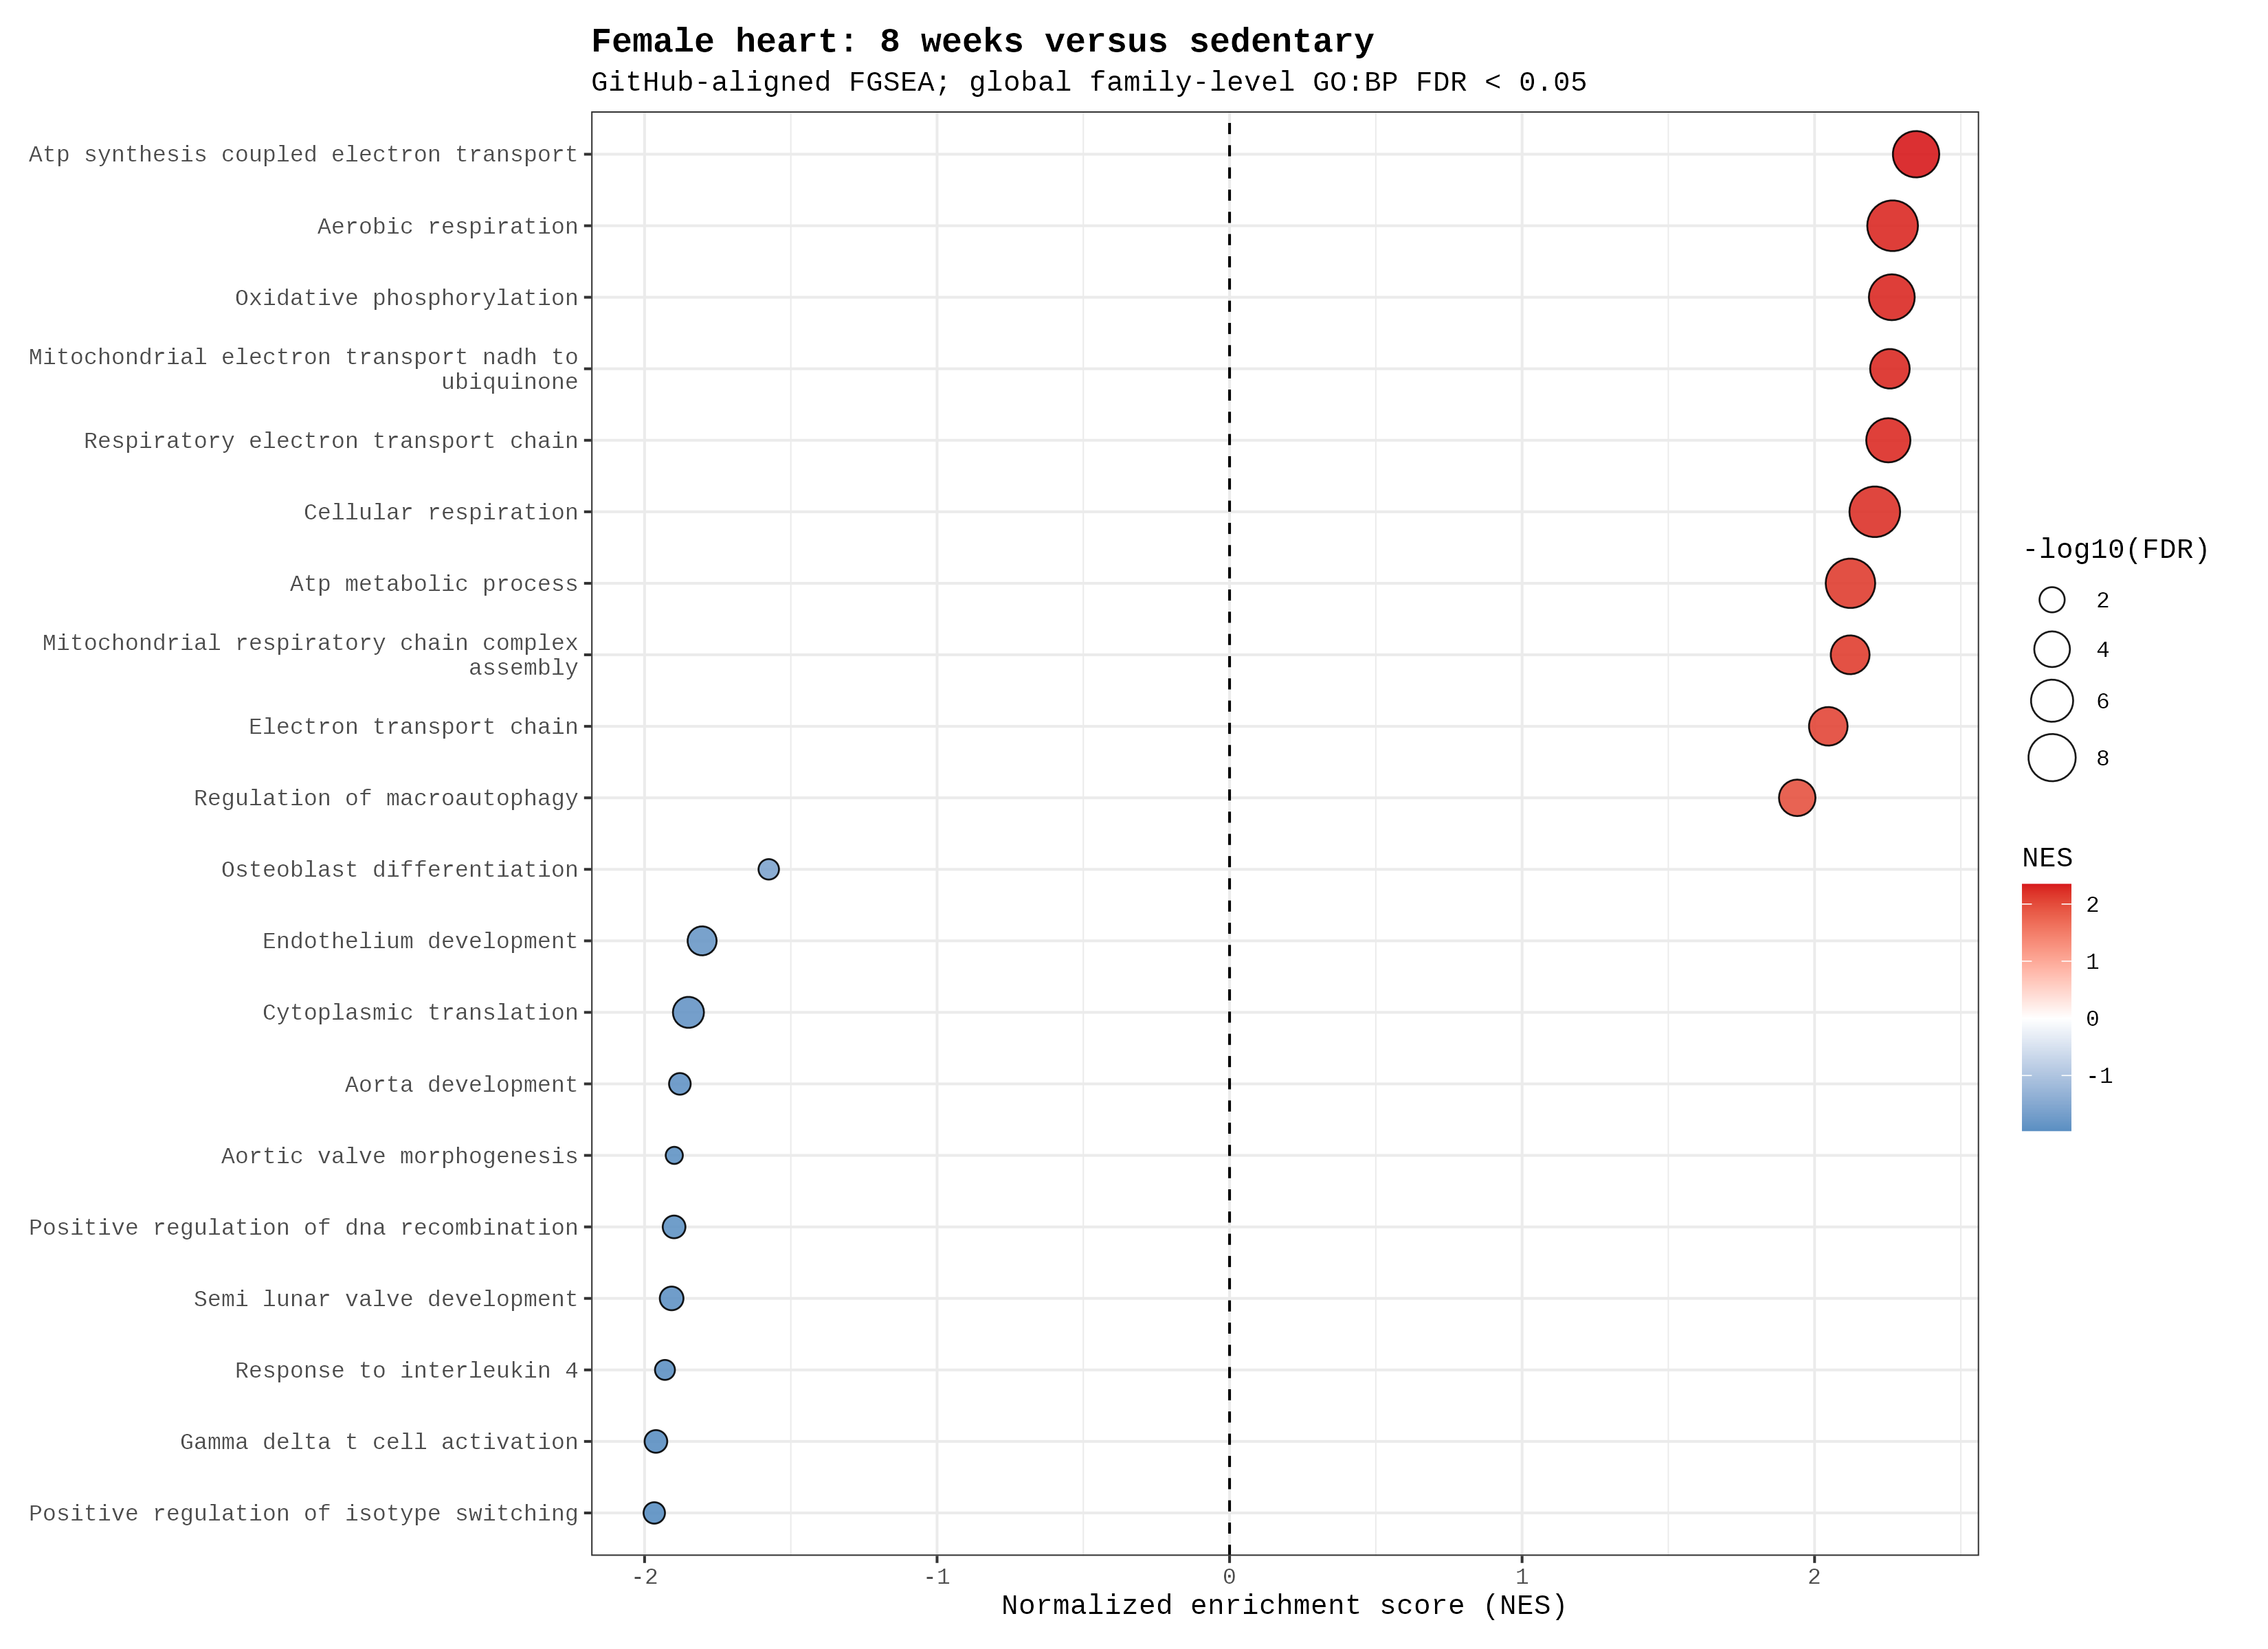 Female heart: 8 weeks versus sedentary
GitHub-aligned FGSEA; global family-level GO:BP FDR < 0.05
Atp synthesis coupled electron transport
Aerobic respiration
Oxidative phosphorylation
Mitochondrial electron transport nadh to
ubiquinone
Respiratory electron transport chain
Cellular respiration
Atp metabolic process
Mitochondrial respiratory chain complex
assembly
Electron transport chain
Regulation of macroautophagy
Osteoblast differentiation
Endothelium development
Cytoplasmic translation
Aorta development
Aortic valve morphogenesis
Positive regulation of dna recombination
Semi lunar valve development
Response to interleukin 4
Gamma delta t cell activation
Positive regulation of isotype switching
-2 -1 0 1 2
Normalized enrichment score (NES)
-log10(FDR)
2
4
6
8
NES
2
1
0
-1